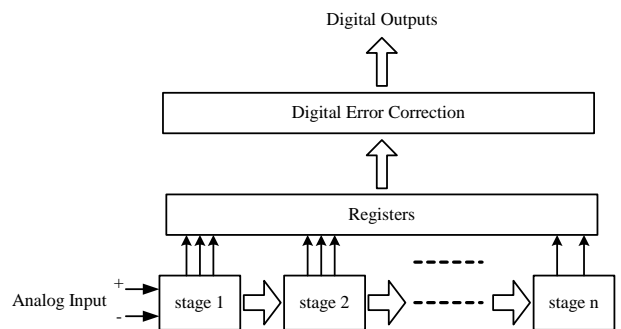 Digital Outputs
Digital Error Correction
Registers
+
Analog Input
-
stage 1
stage 2
stage n